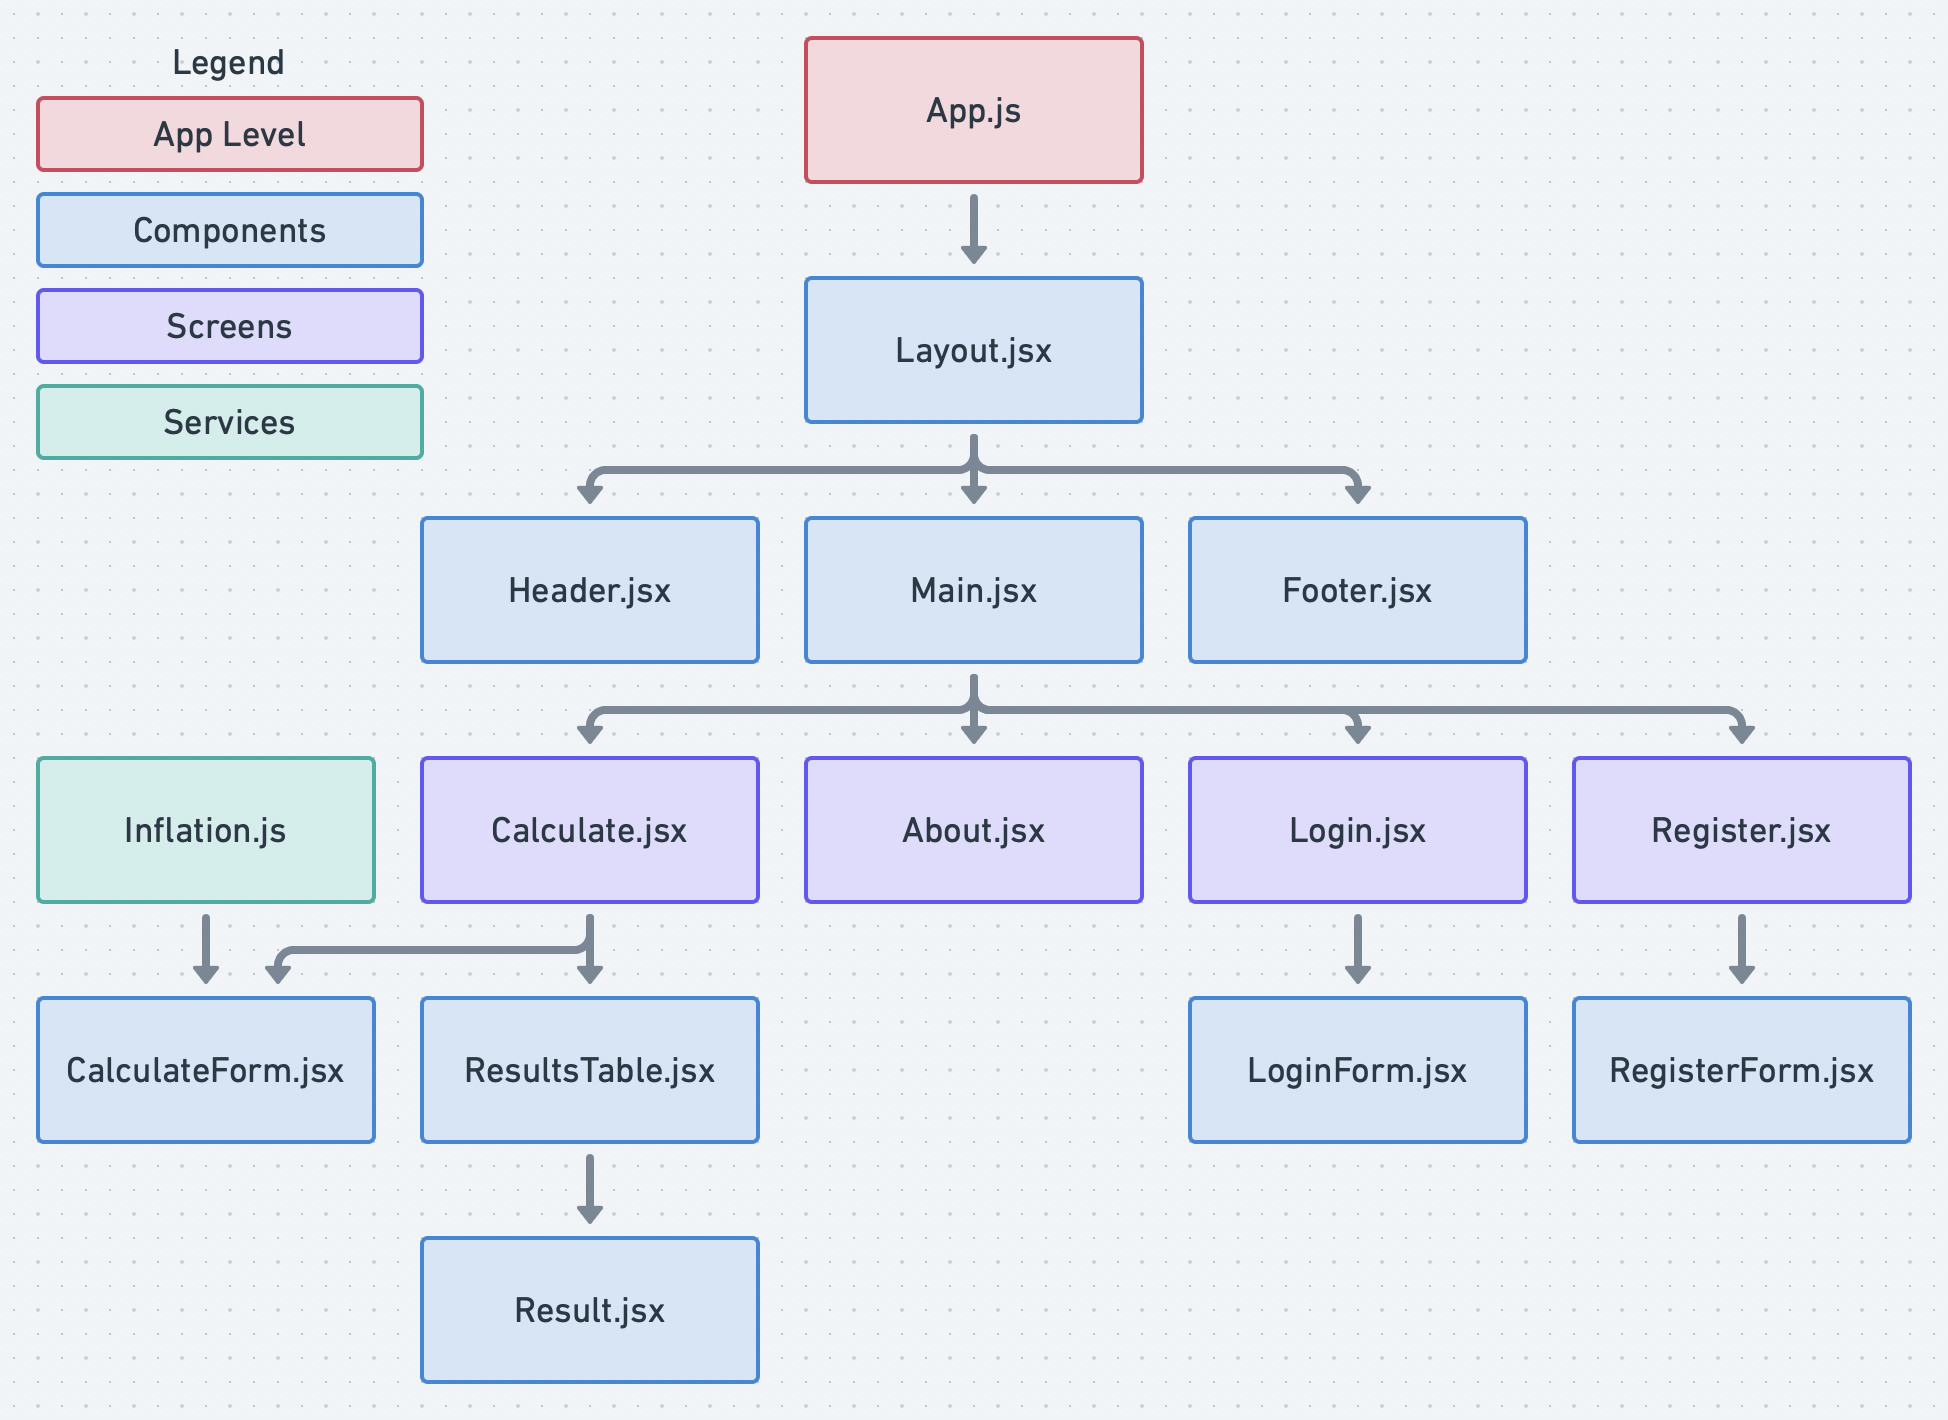 Legend
App Level
Components
Screens
Services
App.js
Layout.jsx
Header.jsx
Main.jsx
Footer.jsx
Inflation.js
Calculate.jsx
About.jsx
Login.jsx
Register.jsx
CalculateForm.jsx
ResultsTable.jsx
LoginForm.jsx
RegisterForm.jsx
Result.jsx